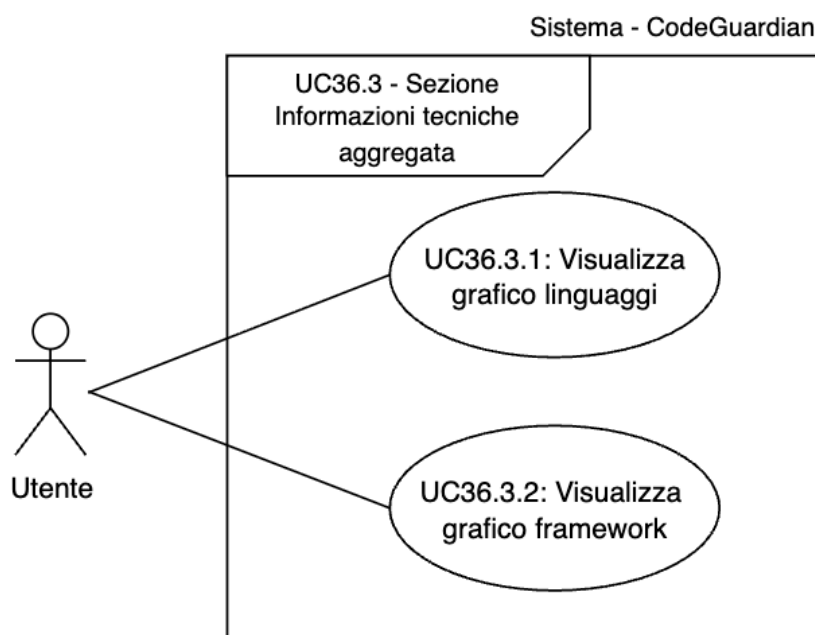 Sistema - CodeGuardian
UC36.3 - Sezione
Informazioni tecniche
aggregata
UC36.3.1: Visualizza
grafico linguaggi
Utente
UC36.3.2: Visualizza
grafico framework